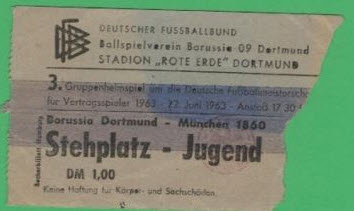 DEUTSCHER FUSSBALLBUND
Ballspielverein Borussia 09 Dortmund
STADION „ROTE ERDE" DORTMUND
3. Gruppenheimspiel um die Deutsche Fußballmeistersch
für Vertragsspieler 1963 - 22. Juni 1963 - Anstoß 17.30
Borussia Dortmund - München 1860
Stehplatz - Jugend
DM 1,00
Keine Haftung für Körper- und Sachschäden.